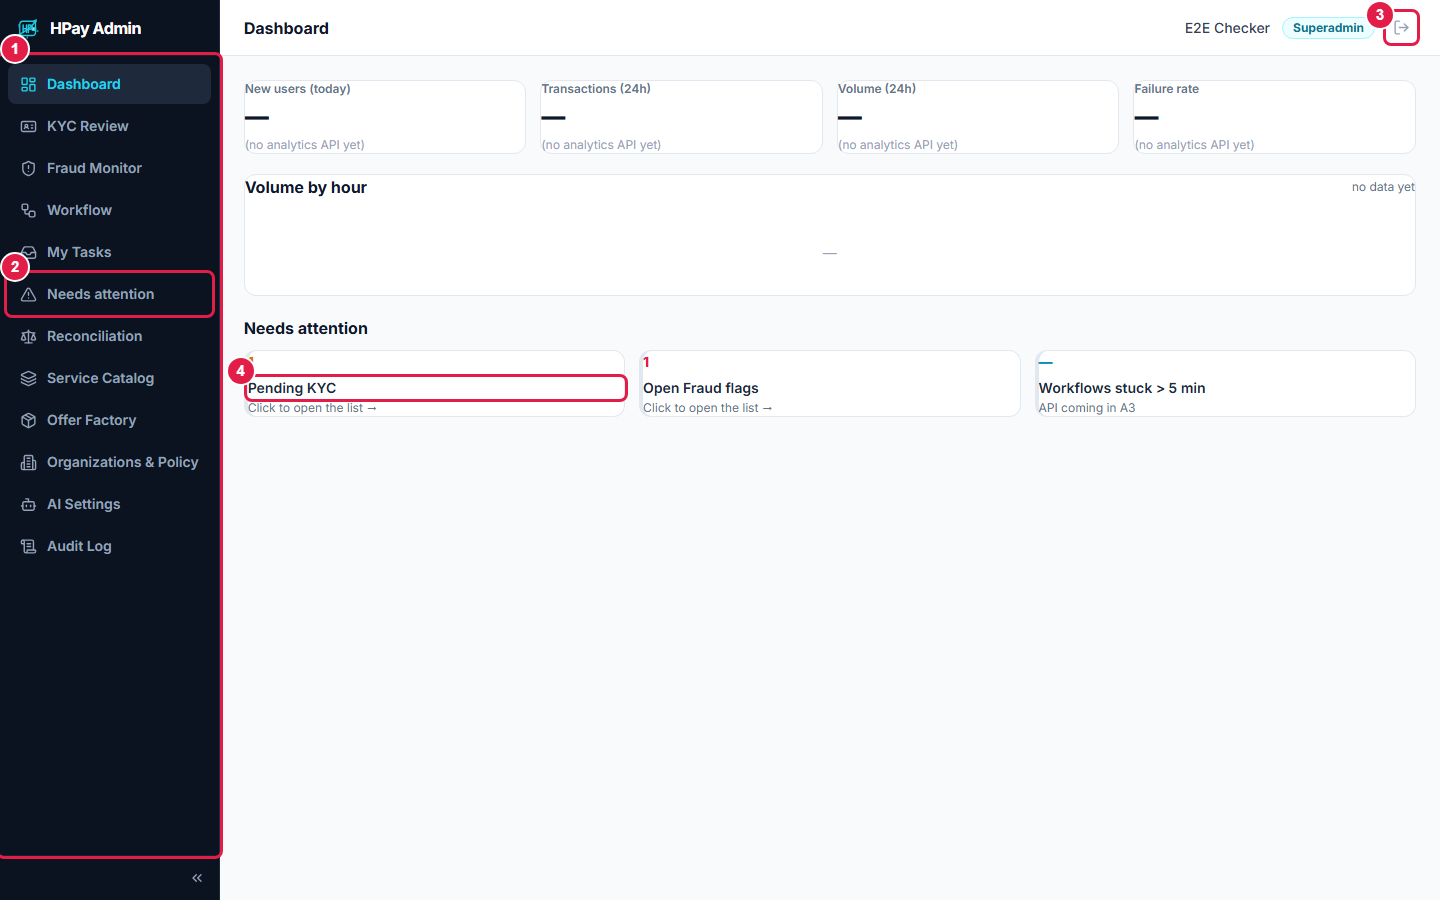 HPay Admin
1
Dashboard
KYC Review
Fraud Monitor
Workflow
My Tasks
2
Needs attention
Reconciliation
Service Catalog
Offer Factory
Organizations & Policy
AI Settings
Audit Log
«
Dashboard
E2E Checker
Superadmin
3
New users (today)
—
(no analytics API yet)
Transactions (24h)
—
(no analytics API yet)
Volume (24h)
—
(no analytics API yet)
Failure rate
—
(no analytics API yet)
Volume by hour
no data yet
—
Needs attention
4
Pending KYC
Click to open the list →
1
Open Fraud flags
Click to open the list →
—
Workflows stuck > 5 min
API coming in A3